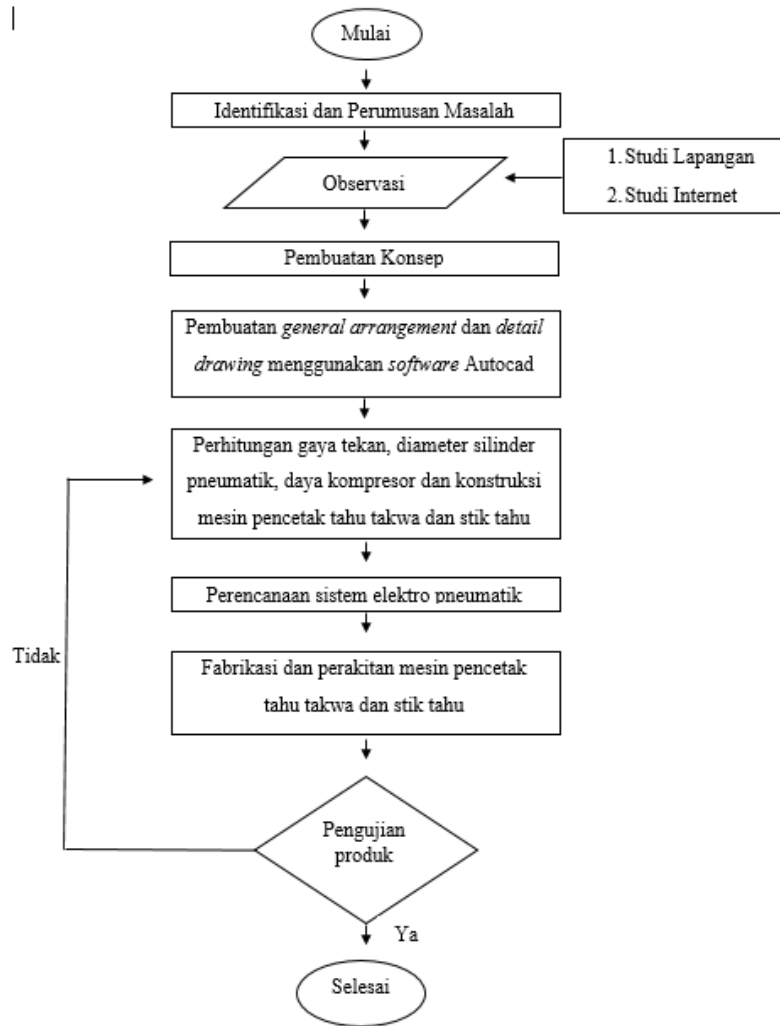 Mulai
Identifikasi dan Perumusan Masalah
Observasi
1. Studi Lapangan
2. Studi Internet
Pembuatan Konsep
Pembuatan general arrangement dan detail
drawing menggunakan software Autocad
Perhitungan gaya tekan, diameter silinder
pneumatik, daya kompresor dan konstruksi
mesin pencetak tahu takwa dan stik tahu
Perencanaan sistem elektro pneumatik
Tidak
Fabrikasi dan perakitan mesin pencetak
tahu takwa dan stik tahu
Pengujian
produk
Ya
Selesai